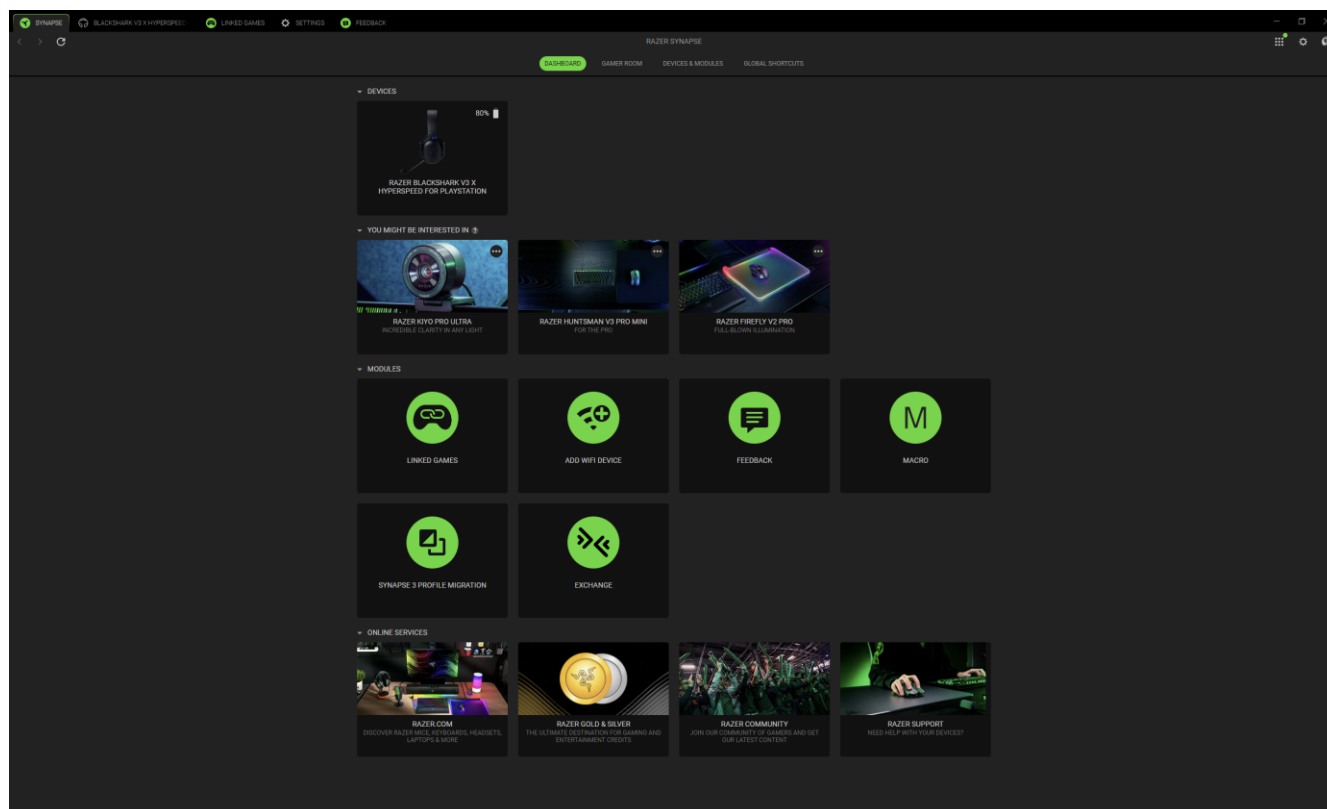 SYNAPSE
BLACKSHARK V3 X HYPERSPEED
LINKED GAMES
SETTINGS
FEEDBACK
RAZER SYNAPSE
DASHBOARD
GAMER ROOM
DEVICES & MODULES
GLOBAL SHORTCUTS
DEVICES
80%
RAZER BLACKSHARK V3 X
HYPERSPEED FOR PLAYSTATION
YOU MIGHT BE INTERESTED IN
RAZER KIYO PRO ULTRA
INCREDIBLE CLARITY IN ANY LIGHT
RAZER HUNTSMAN V3 PRO MINI
FOR THE PRO
RAZER FIREFLY V2 PRO
FULL-BLOWN ILLUMINATION
MODULES
LINKED GAMES
ADD WIFI DEVICE
FEEDBACK
M
MACRO
SYNAPSE 3 PROFILE MIGRATION
EXCHANGE
ONLINE SERVICES
RAZER.COM
DISCOVER RAZER MICE, KEYBOARDS, HEADSETS,
LAPTOPS & MORE
RAZER GOLD & SILVER
THE ULTIMATE DESTINATION FOR GAMING AND
ENTERTAINMENT CREDITS
RAZER COMMUNITY
JOIN OUR COMMUNITY OF GAMERS AND GET
OUR LATEST CONTENT
RAZER SUPPORT
NEED HELP WITH YOUR DEVICES?